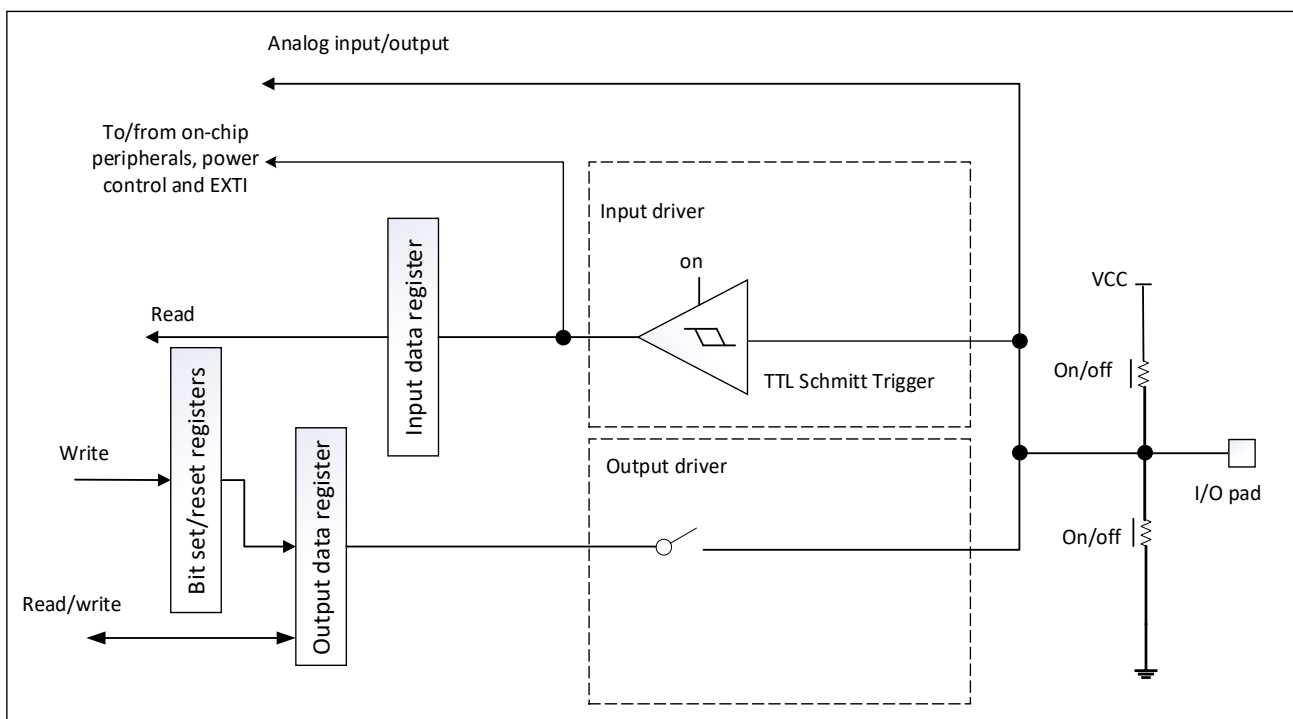 Analog input/output
To/from on-chip
peripherals, power
control and EXTI
Input driver
on
VCC
Read
Input data register
TTL Schmitt Trigger
On/off
Bit set/reset registers
Write
Output data register
Output driver
I/O pad
On/off
Read/write